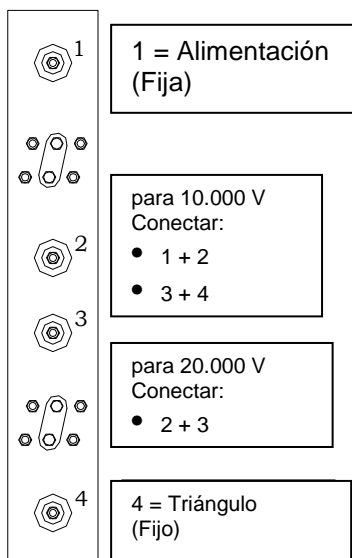 1
1 = Alimentación
(Fija)
para 10.000 V
Conectar:
• 1 + 2
• 3 + 4
2
3
para 20.000 V
Conectar:
• 2 + 3
4
4 = Triángulo
(Fijo)